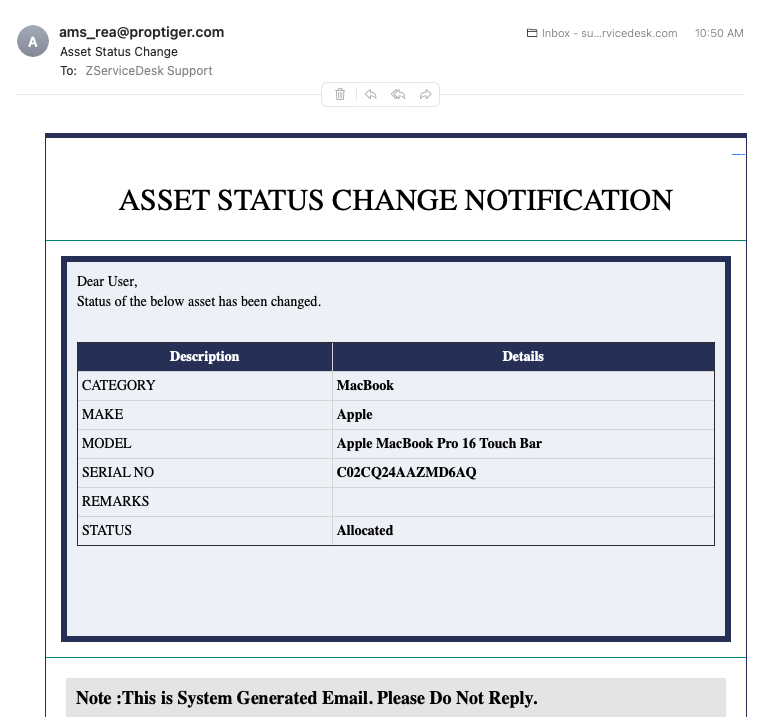 A
ams_rea@proptiger.com
Inbox - su...rvicedesk.com 10:50 AM
Asset Status Change
To: ZServiceDesk Support
ASSET STATUS CHANGE NOTIFICATION
Dear User,
Status of the below asset has been changed.
Description Details
CATEGORY MacBook
MAKE Apple
MODEL Apple MacBook Pro 16 Touch Bar
SERIAL NO C02CQ24AAZMD6AQ
REMARKS
STATUS Allocated
Note :This is System Generated Email. Please Do Not Reply.